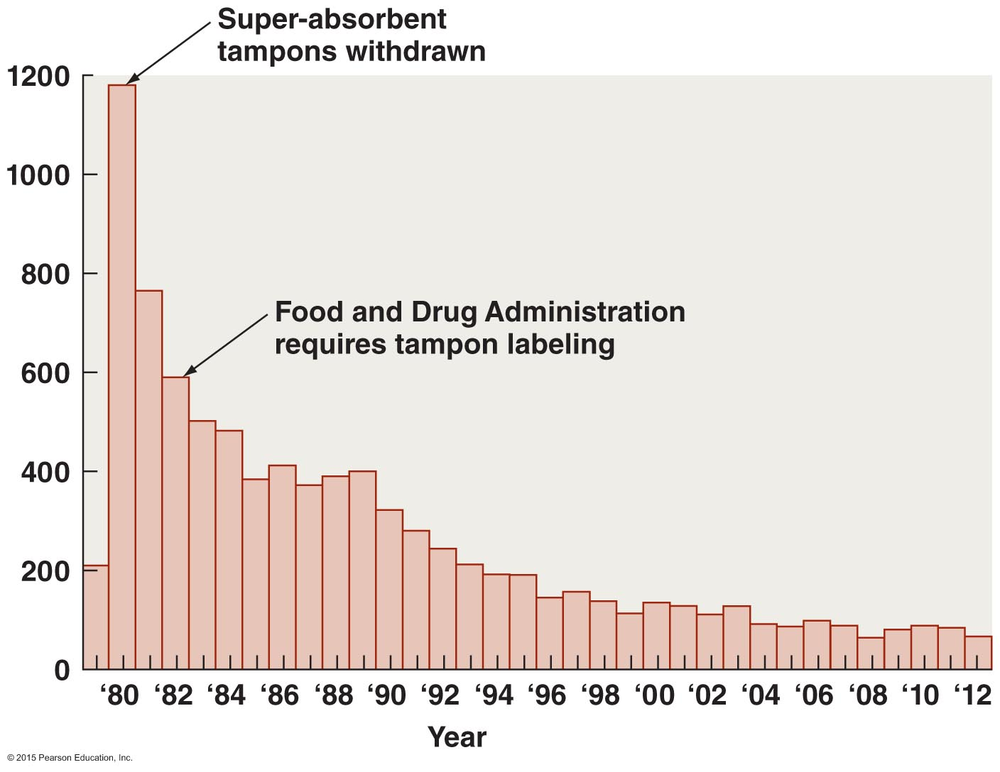 Super-absorbent
tampons withdrawn
1200
1000
800
Food and Drug Administration
requires tampon labeling
600
400
200
0
‘80 ‘82 ‘84 ‘86 ‘88 ‘90 ‘92 ‘94 ‘96 ‘98 ‘00 ‘02 ‘04 ‘06 ‘08 ‘10 ‘12
Year
© 2015 Pearson Education, Inc.